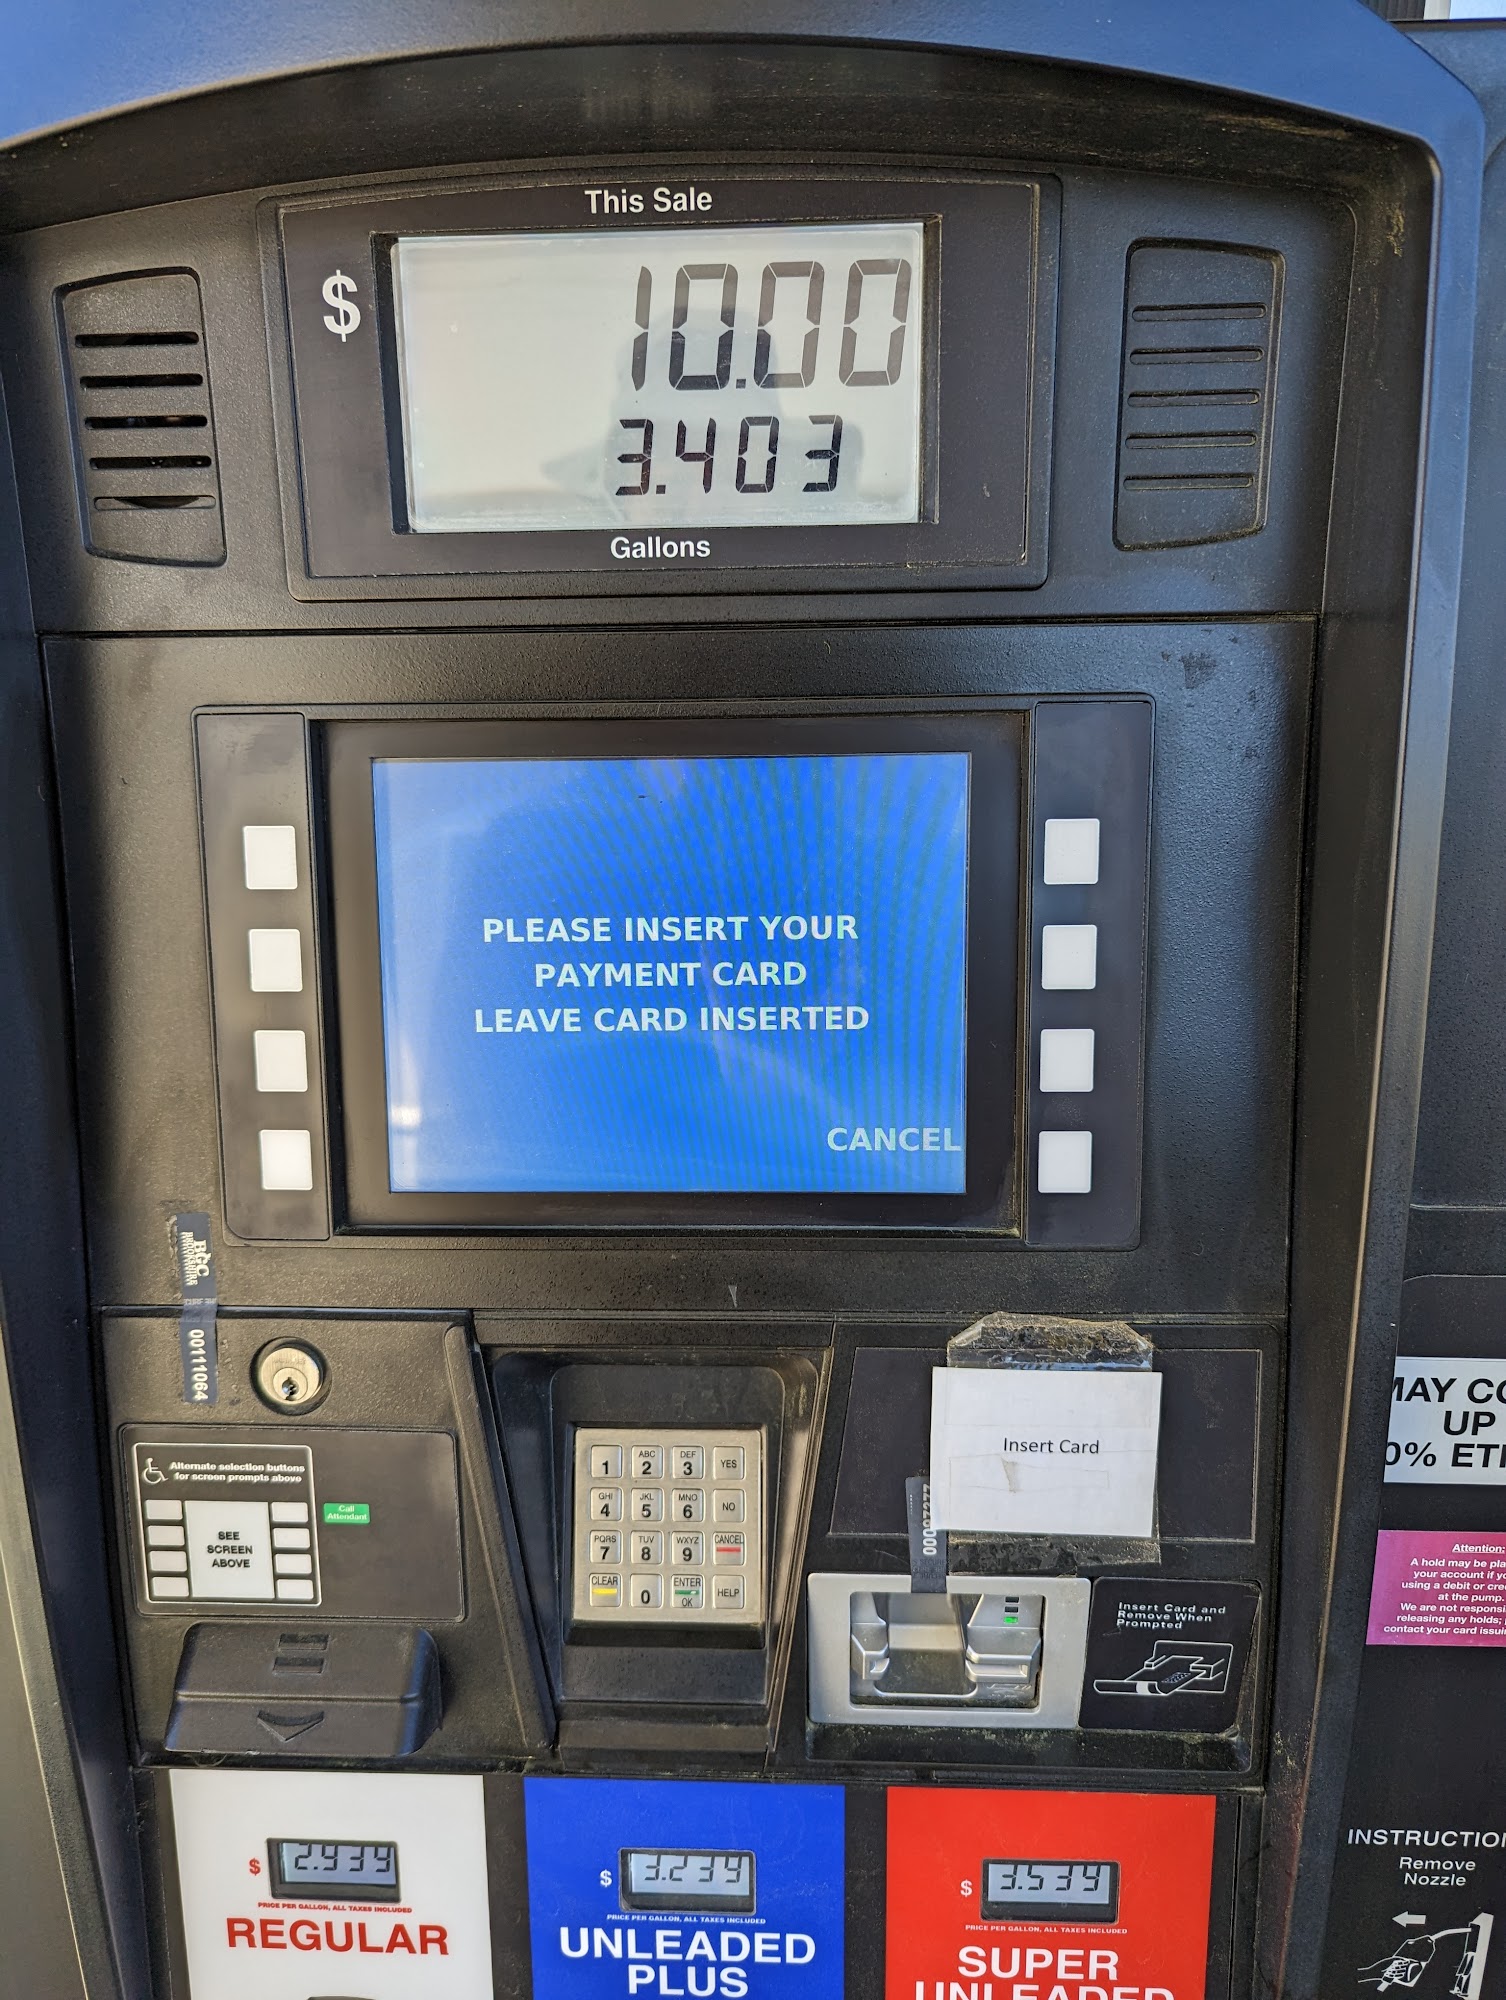 This Sale
$ 10.00
3.403
Gallons
PLEASE INSERT YOUR
PAYMENT CARD
LEAVE CARD INSERTED
CANCEL
BGC
00111064
Alternate selection buttons
for screen prompts above
Call
Attendant
SEE
SCREEN
ABOVE
1
ABC
2
DEF
3
YES
GHI
4
JKL
5
MNO
6
NO
PQRS
7
TUV
8
WXYZ
9
CANCEL
CLEAR
0
ENTER
OK
HELP
Insert Card
00097277
Insert Card and
Remove When
Prompted
$ 2.939
PRICE PER GALLON, ALL TAXES INCLUDED
REGULAR
$ 3.239
PRICE PER GALLON, ALL TAXES INCLUDED
UNLEADED
PLUS
$ 3.539
PRICE PER GALLON, ALL TAXES INCLUDED
SUPER
UNLEADED
MAY CO
UP
0% ETH
Attention:
A hold may be pla
your account if yo
using a debit or cre
at the pump.
We are not responsi
releasing any holds;
contact your card issui
INSTRUCTION
Remove
Nozzle